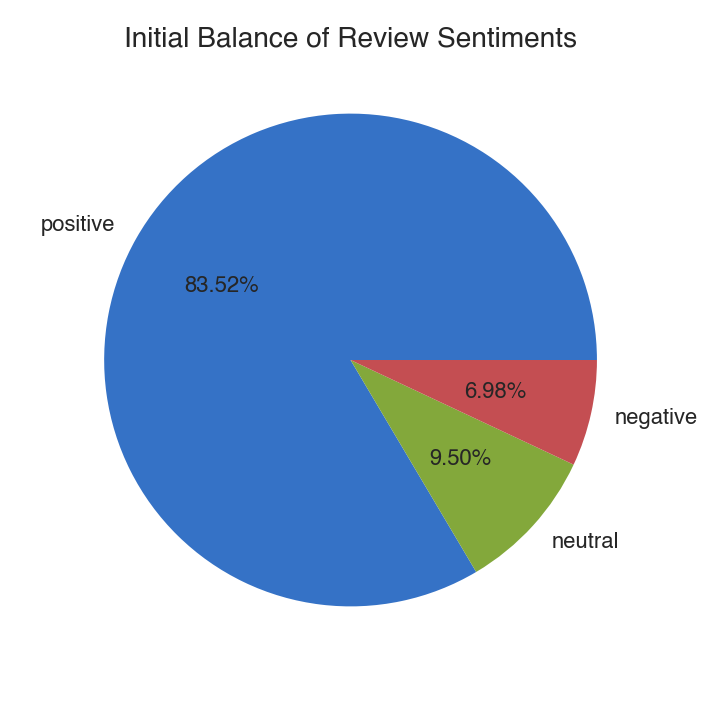 Initial Balance of Review Sentiments
positive
83.52%
6.98%
negative
9.50%
neutral